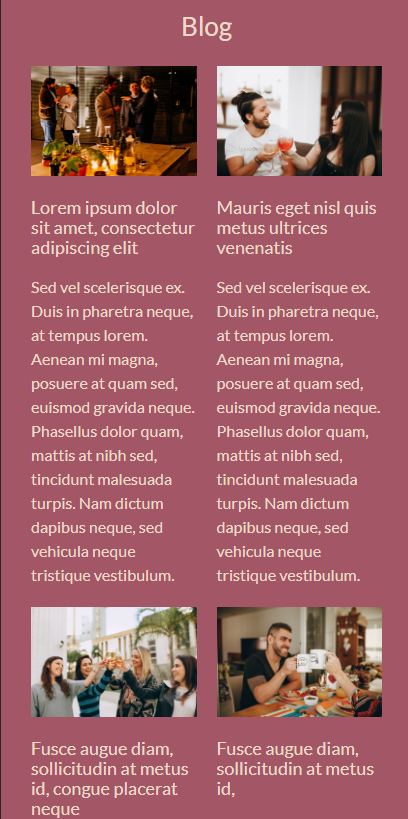 Blog
Lorem ipsum dolor
sit amet, consectetur
adipiscing elit
Sed vel scelerisque ex.
Duis in pharetra neque,
at tempus lorem.
Aenean mi magna,
posuere at quam sed,
euismod gravida neque.
Phasellus dolor quam,
mattis at nibh sed,
tincidunt malesuada
turpis. Nam dictum
dapibus neque, sed
vehicula neque
tristique vestibulum.
Mauris eget nisl quis
metus ultrices
venenatis
Sed vel scelerisque ex.
Duis in pharetra neque,
at tempus lorem.
Aenean mi magna,
posuere at quam sed,
euismod gravida neque.
Phasellus dolor quam,
mattis at nibh sed,
tincidunt malesuada
turpis. Nam dictum
dapibus neque, sed
vehicula neque
tristique vestibulum.
Fusce augue diam,
sollicitudin at metus
id, congue placerat
neque
Fusce augue diam,
sollicitudin at metus
id,